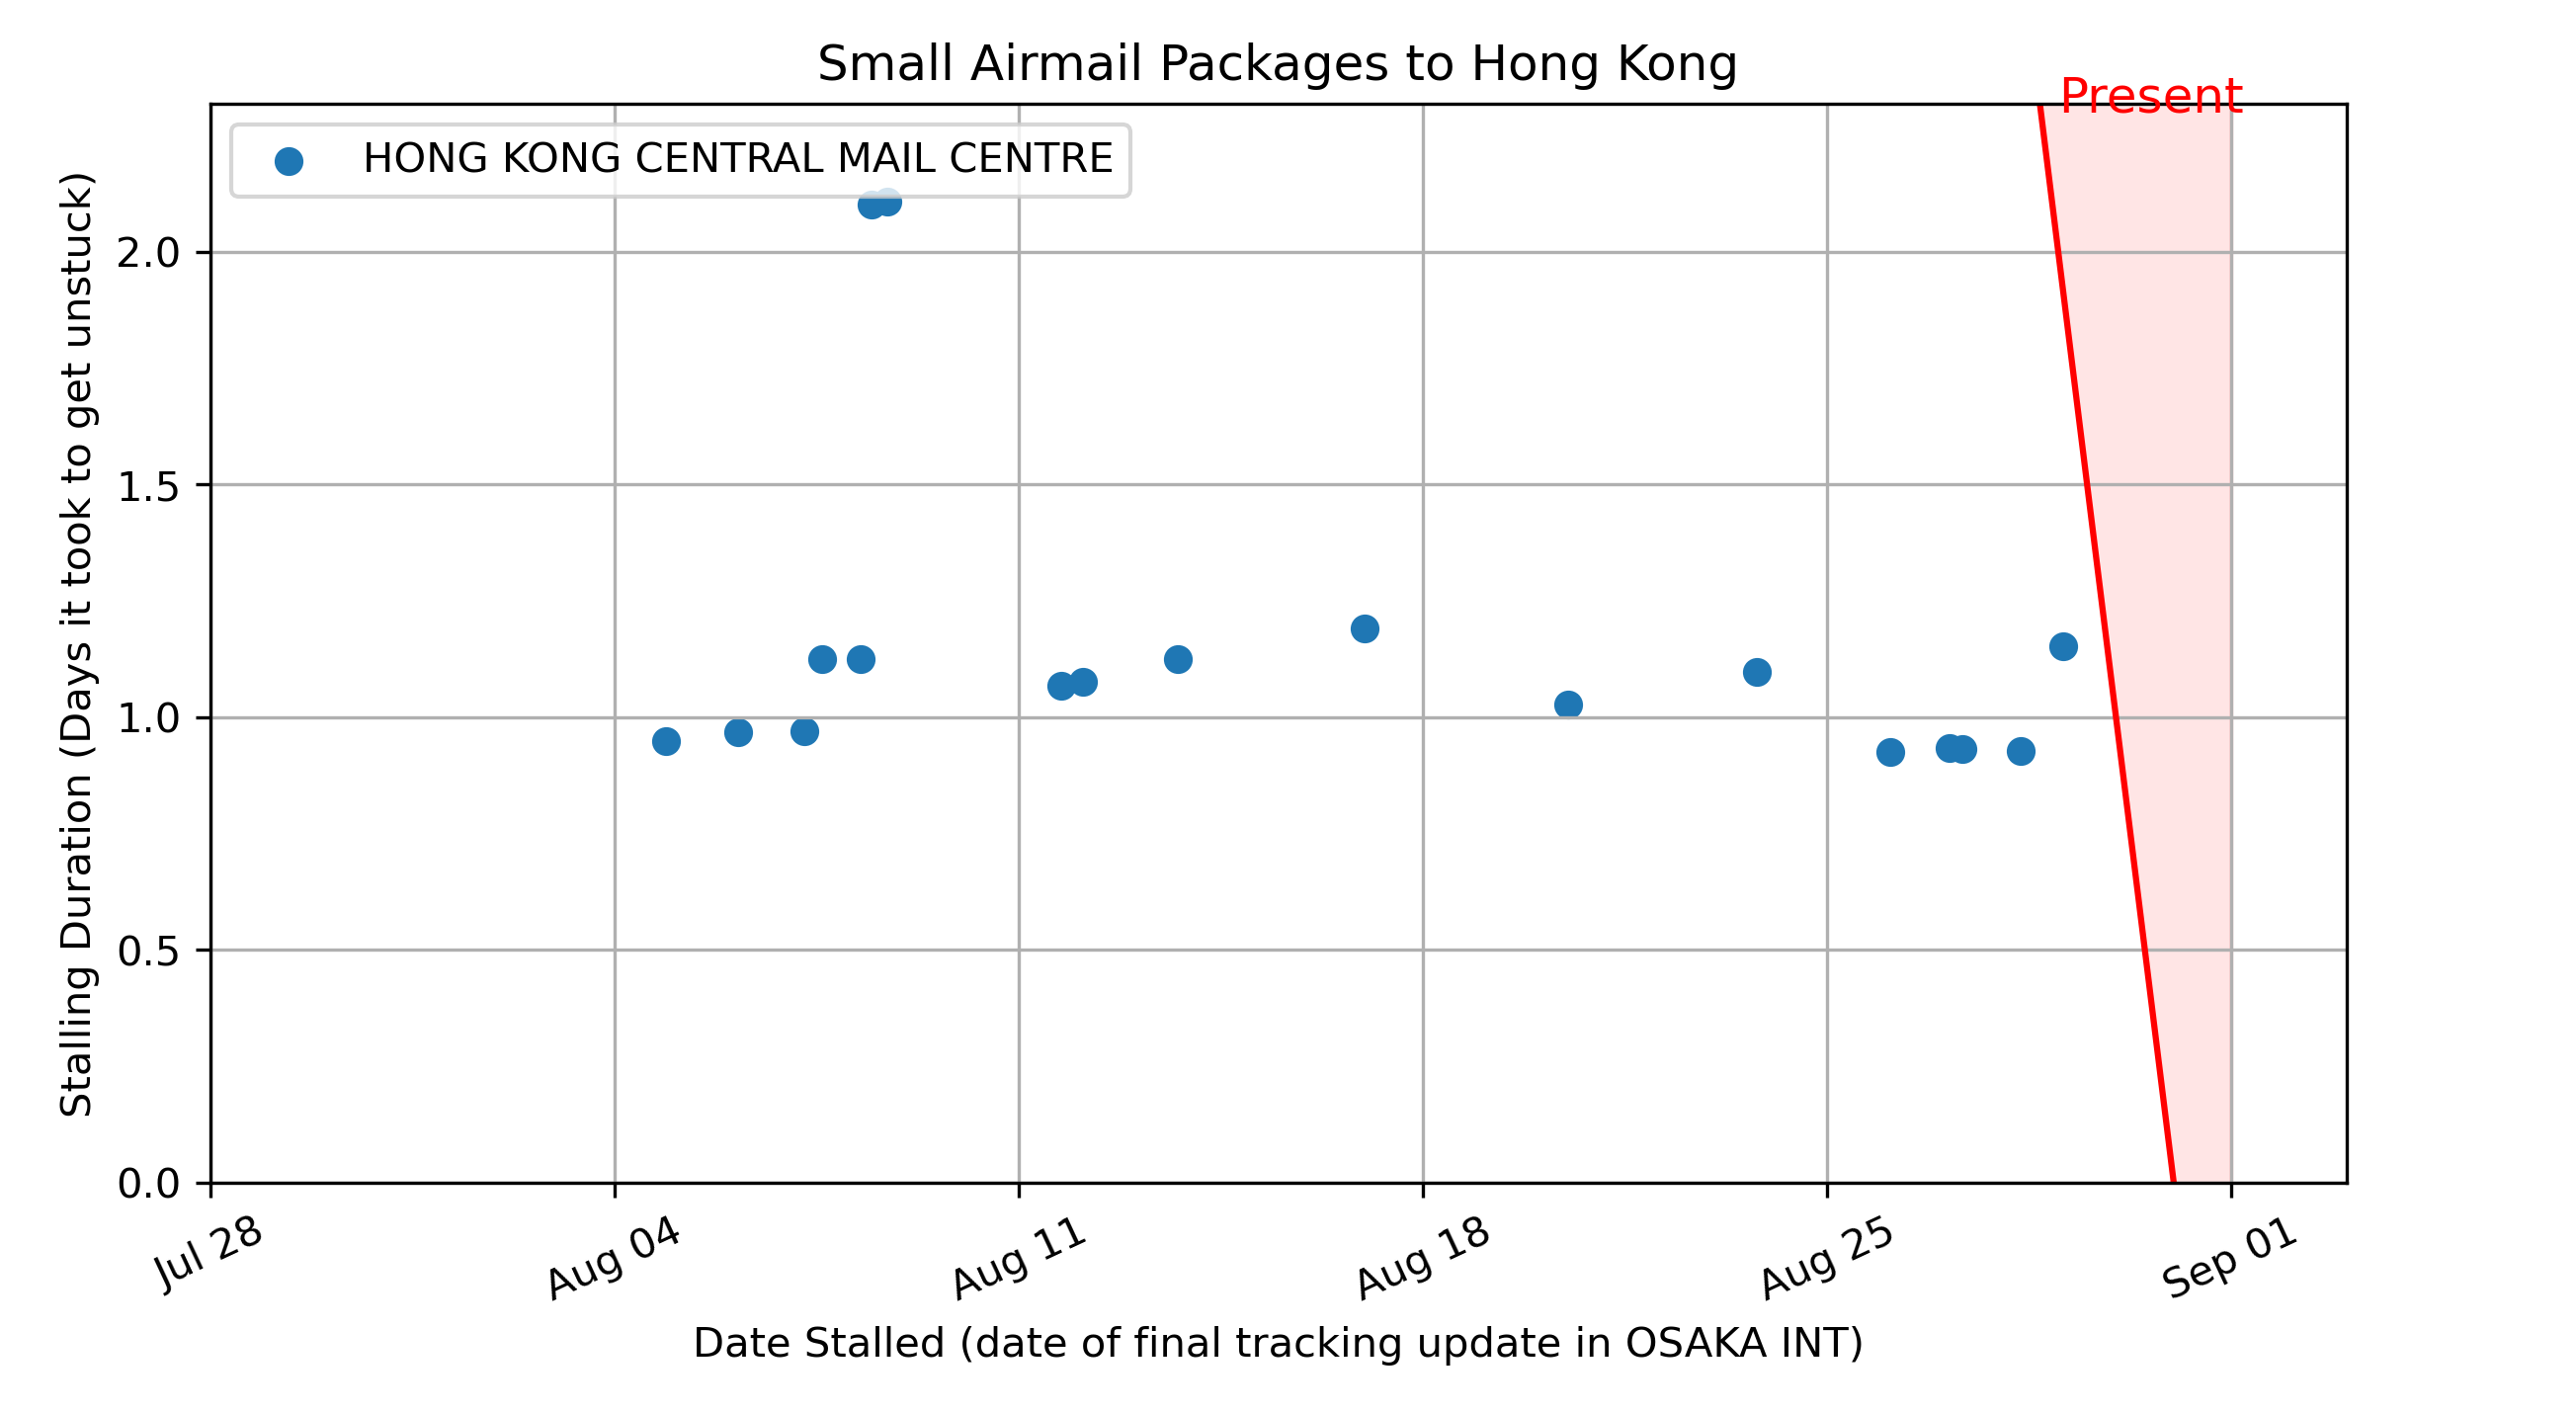 Small Airmail Packages to Hong Kong
Present
HONG KONG CENTRAL MAIL CENTRE
Stalling Duration (Days it took to get unstuck)
2.0
1.5
1.0
0.5
0.0
Jul 28
Aug 04
Aug 11
Aug 18
Aug 25
Sep 01
Date Stalled (date of final tracking update in OSAKA INT)